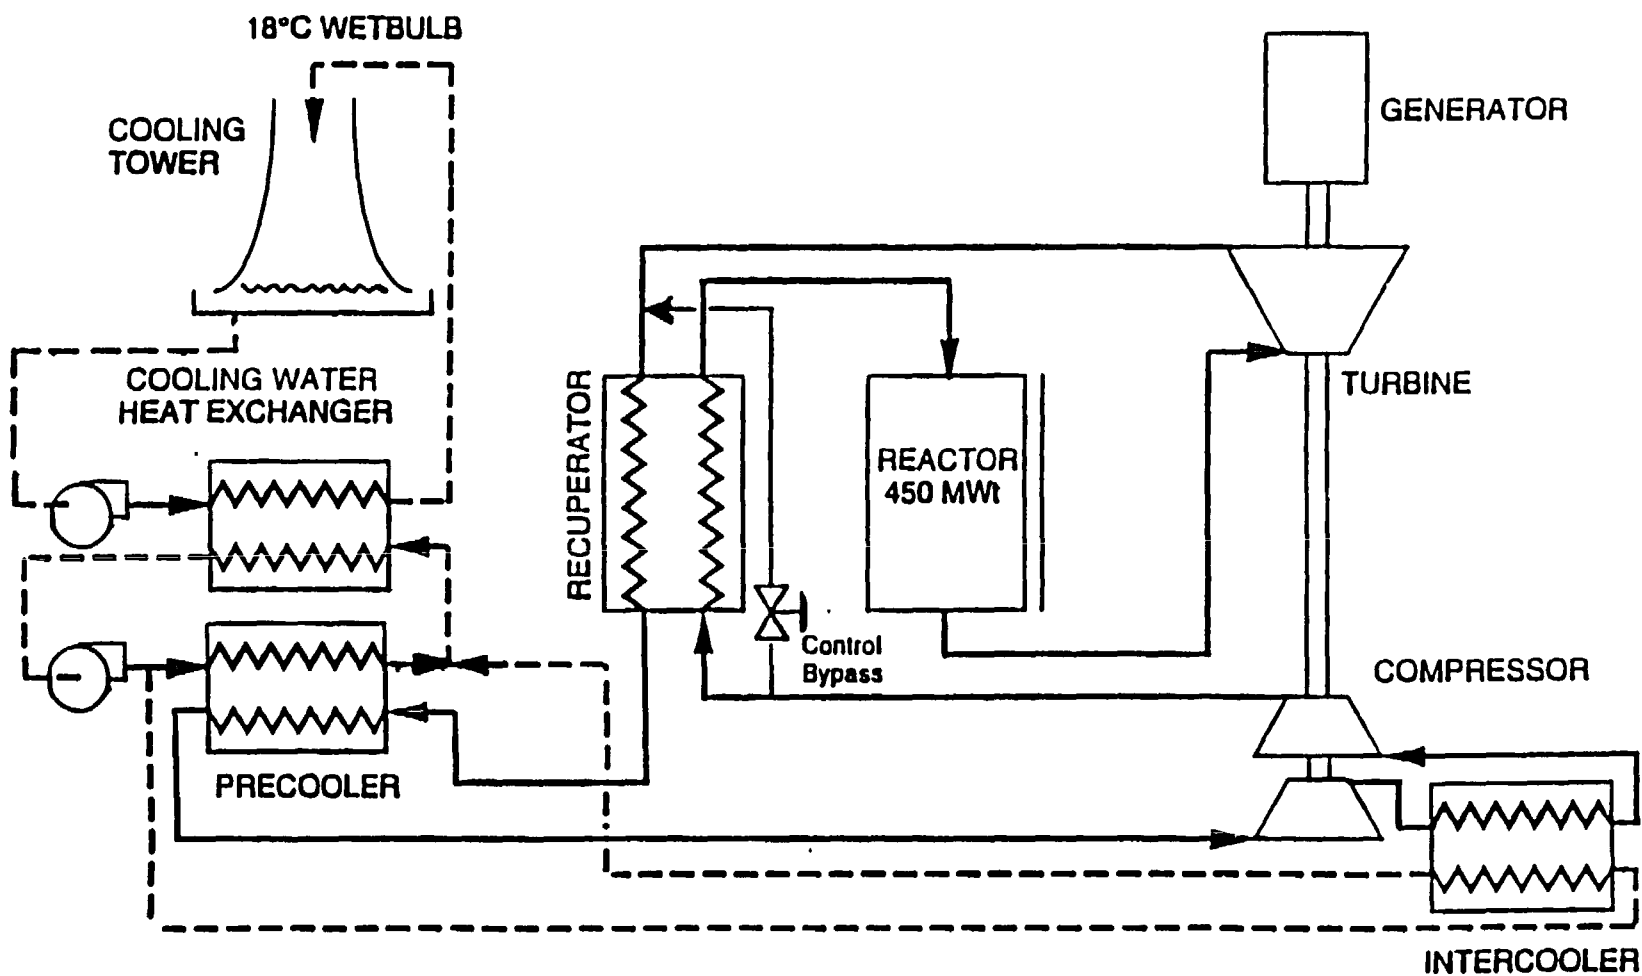 18°C WETBULB
COOLING
TOWER
GENERATOR
COOLING WATER
HEAT EXCHANGER
TURBINE
RECUPERATOR
REACTOR
450 MWt
Control
Bypass
COMPRESSOR
PRECOOLER
INTERCOOLER